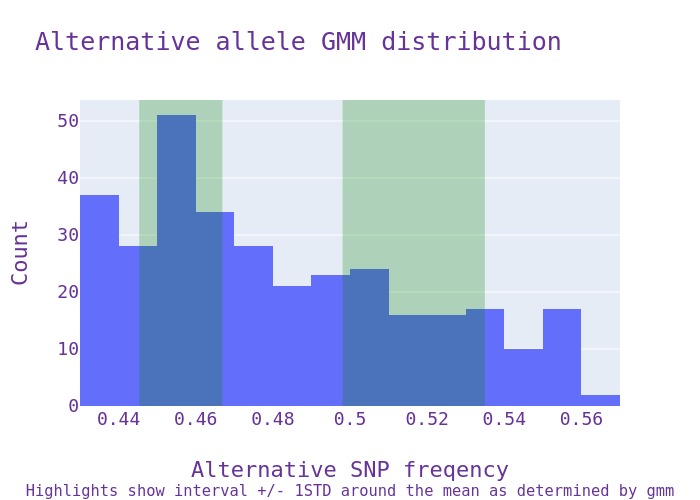 Alternative allele GMM distribution
50
40
30
20
10
0
Count
0.44 0.46 0.48 0.5 0.52 0.54 0.56
Alternative SNP freqency
Highlights show interval +/- 1STD around the mean as determined by gmm